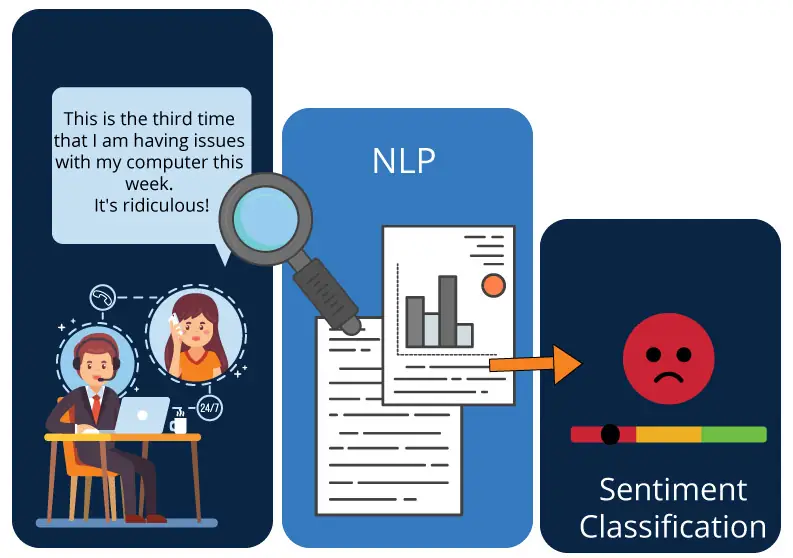 This is the third time
that I am having issues
with my computer this
week.
It's ridiculous!
NLP
24/7
Sentiment
Classification